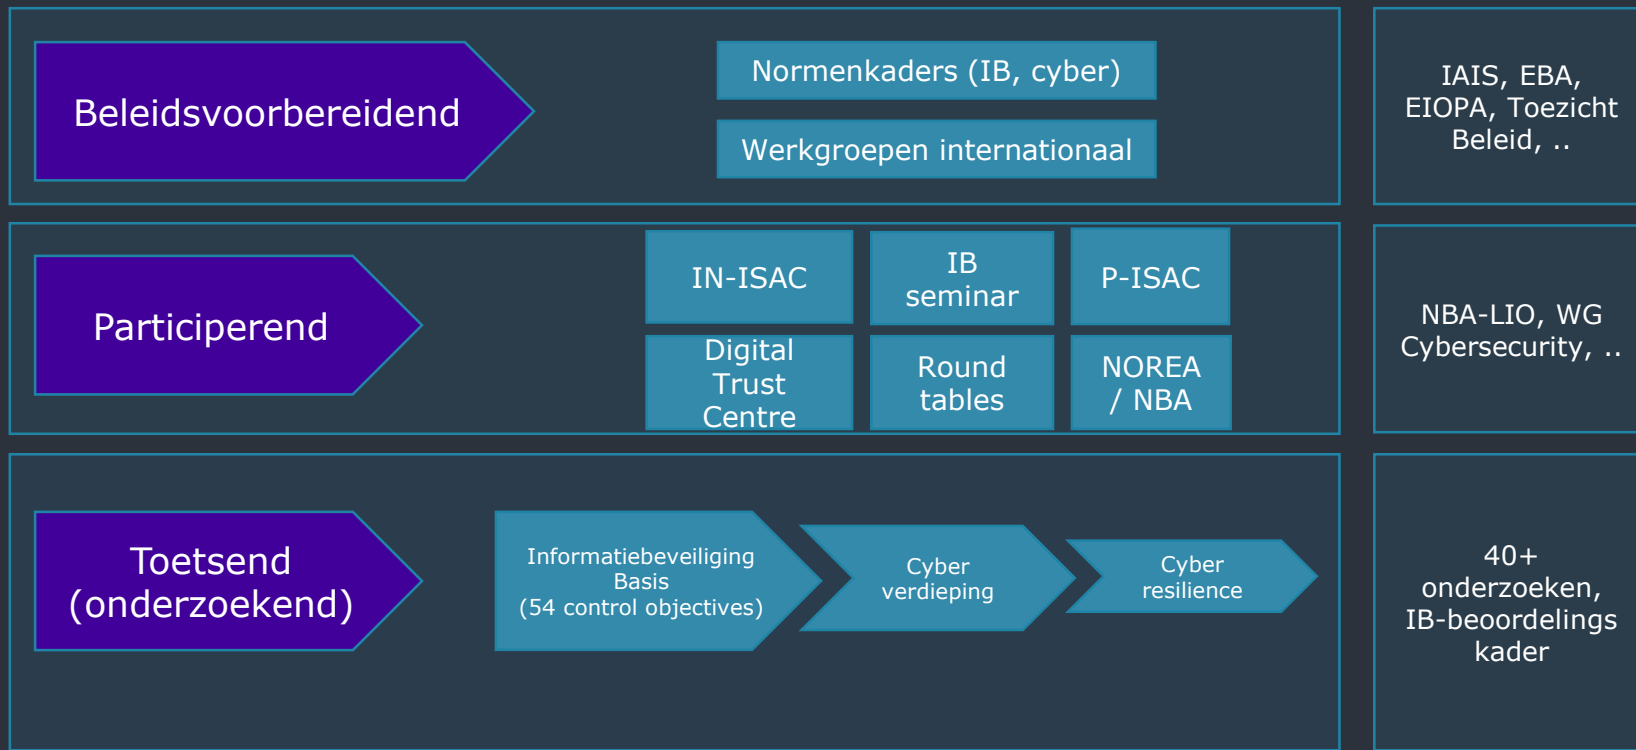 Beleidsvoorbereidend
Normenkaders (IB, cyber)
Werkgroepen internationaal
IAIS, EBA,
EIOPA, Toezicht
Beleid, ..
Participerend
IN-ISAC
IB
seminar
P-ISAC
Digital
Trust
Centre
Round
tables
NOREA
/ NBA
NBA-LIO, WG
Cybersecurity, ..
Toetsend
(onderzoekend)
Informatiebeveiliging
Basis
(54 control objectives)
Cyber
verdieping
Cyber
resilience
40+
onderzoeken,
IB-beoordelings
kader